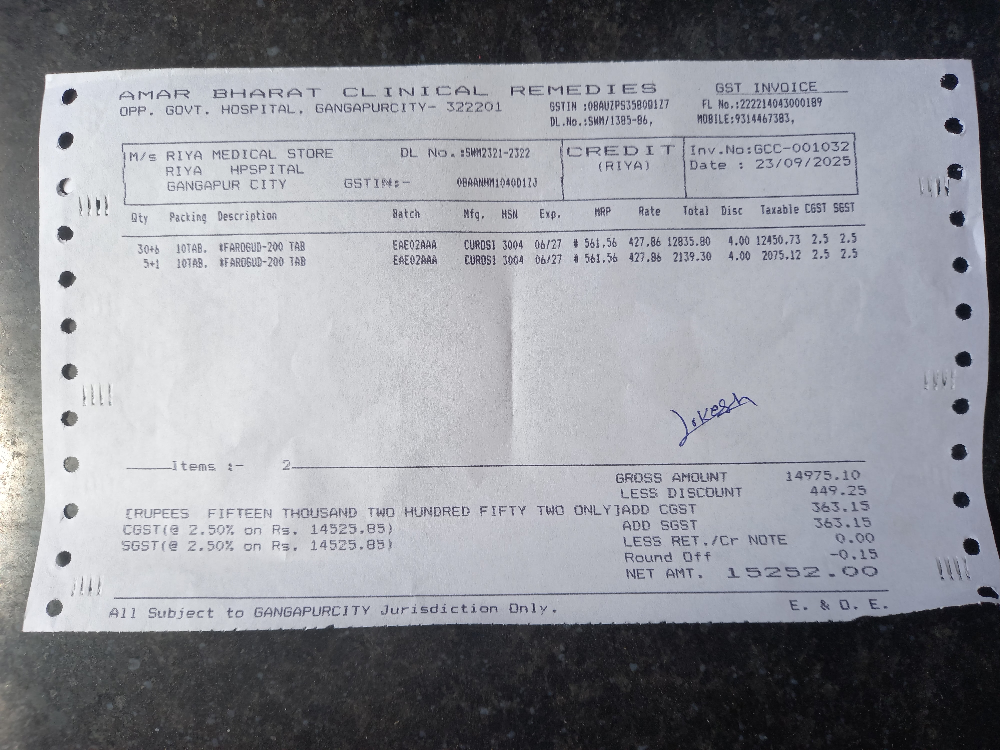 AMAR BHARAT CLINICAL REMEDIES GST INVOICE
OPP. GOVT. HOSPITAL, GANGAPURCITY- 322201 GSTIN :08AUZPS3580Q1Z7 FL No.:222214043000189
DL.No.:SWM/1385-86, MOBILE:9314467383,
M/s RIYA MEDICAL STORE DL No.:SWM2321-2322 CREDIT Inv.No:GCC-001032
RIYA HPSPITAL (RIYA) Date : 23/09/2025
GANGAPUR CITY GSTIN:- 08AANHM1040D1ZJ
Qty Packing Description Batch Mfg. HSN Exp. MRP Rate Total Disc Taxable CGST SGST
30+6 10TAB. #FAROGUD-200 TAB EAE02AAA CUROSI 3004 06/27 # 561.56 427.86 12835.80 4.00 12450.73 2.5 2.5
5+1 10TAB. #FAROGUD-200 TAB EAE02AAA CUROSI 3004 06/27 # 561.56 427.86 2139.30 4.00 2075.12 2.5 2.5
Lokesh
Items :- 2
GROSS AMOUNT 14975.10
LESS DISCOUNT 449.25
[RUPEES FIFTEEN THOUSAND TWO HUNDRED FIFTY TWO ONLY]ADD CGST 363.15
CGST(@ 2.50% on Rs. 14525.85) ADD SGST 363.15
SGST(@ 2.50% on Rs. 14525.85) LESS RET./Cr NOTE 0.00
Round Off -0.15
NET AMT. 15252.00
All Subject to GANGAPURCITY Jurisdiction Only. E. & O. E.